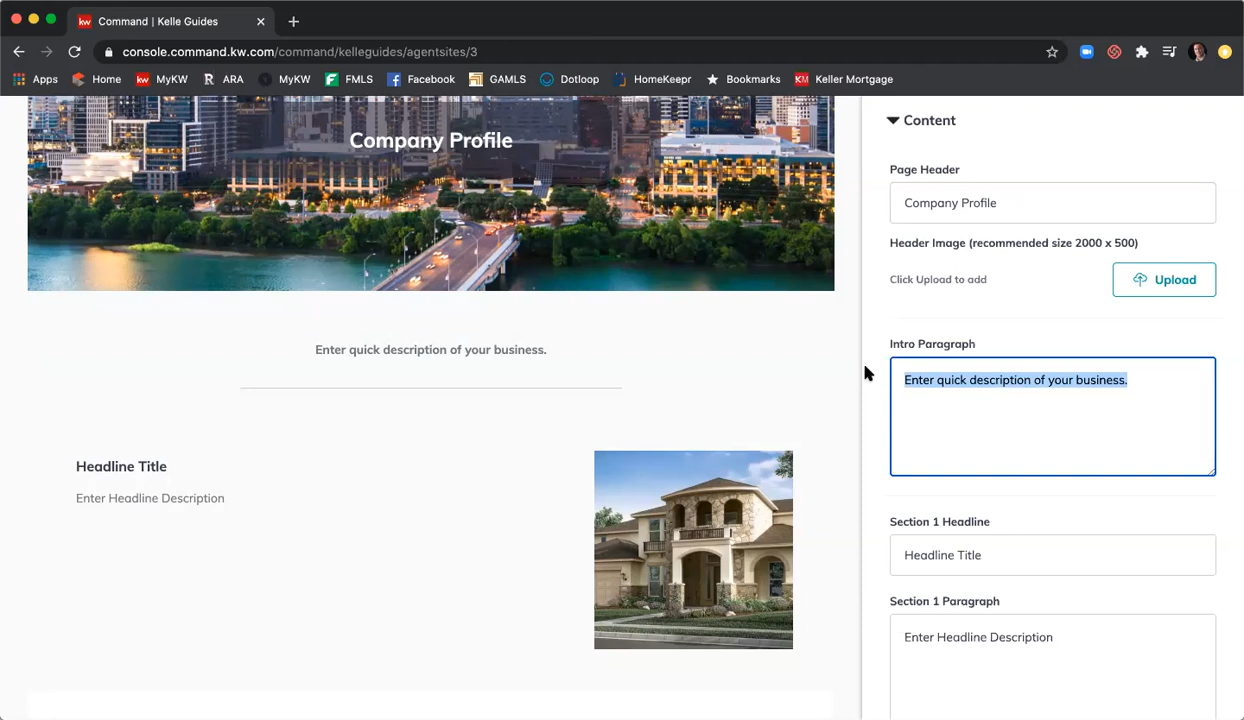 Command | Kelle Guides
console.command.kw.com/command/kelleguides/agentsites/3
Apps
Home
kw
MyKW
R
ARA
MyKW
FMLS
Facebook
GAMLS
Dotloop
HomeKeepr
Bookmarks
KM
Keller Mortgage
Company Profile
Enter quick description of your business.
Headline Title
Enter Headline Description
Content
Page Header
Company Profile
Header Image (recommended size 2000 x 500)
Click Upload to add
Upload
Intro Paragraph
Enter quick description of your business.
Section 1 Headline
Headline Title
Section 1 Paragraph
Enter Headline Description